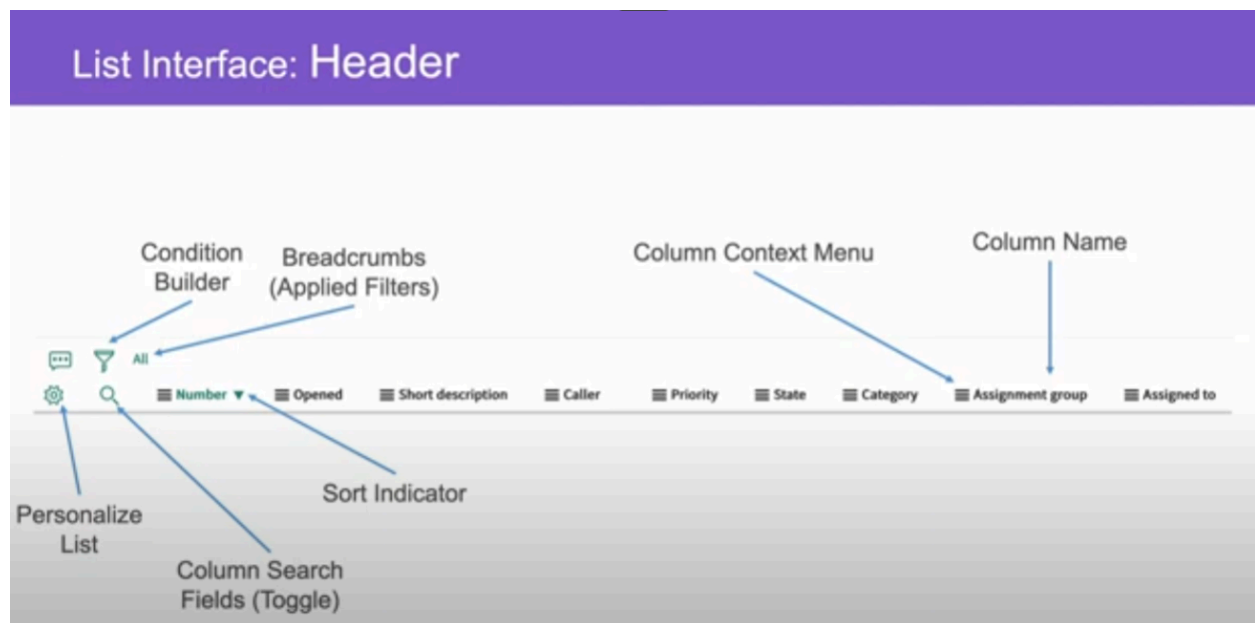 List Interface: Header
Condition
Builder
Breadcrumbs
(Applied Filters)
Column Context Menu
Column Name
All
Number
Opened
Short description
Caller
Priority
State
Category
Assignment group
Assigned to
Sort Indicator
Personalize
List
Column Search
Fields (Toggle)